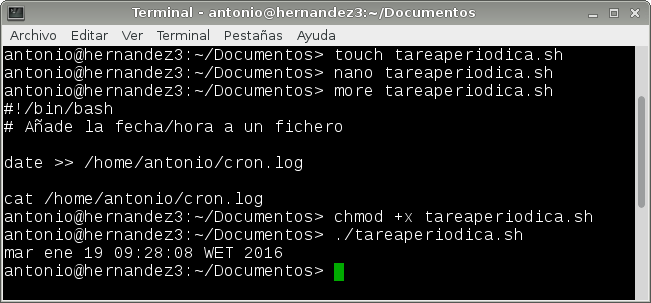 Terminal - antonio@hernandez3:~/Documentos
Archivo Editar Ver Terminal Pestañas Ayuda
antonio@hernandez3:~/Documentos> touch tareaperiodica.sh
antonio@hernandez3:~/Documentos> nano tareaperiodica.sh
antonio@hernandez3:~/Documentos> more tareaperiodica.sh
#!/bin/bash
# Añade la fecha/hora a un fichero
date >> /home/antonio/cron.log
cat /home/antonio/cron.log
antonio@hernandez3:~/Documentos> chmod +x tareaperiodica.sh
antonio@hernandez3:~/Documentos> ./tareaperiodica.sh
mar ene 19 09:28:08 WET 2016
antonio@hernandez3:~/Documentos>